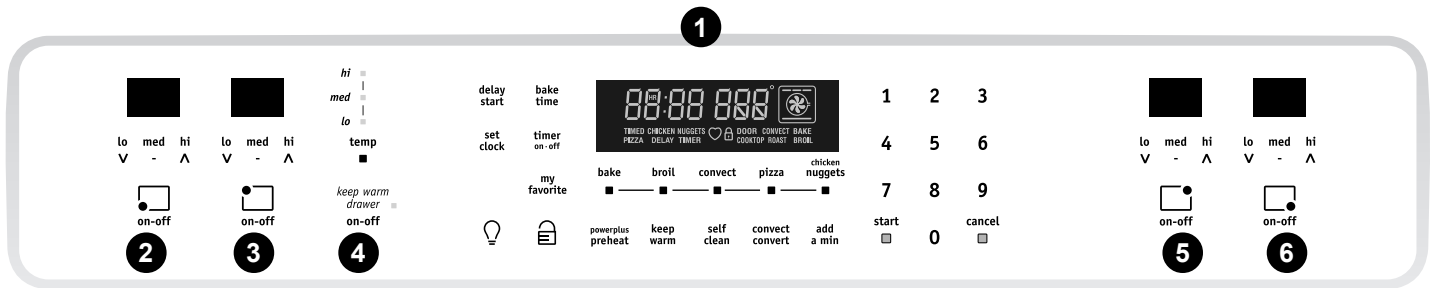 1
lo med hi
v - ʌ
on-off
2
lo med hi
v - ʌ
on-off
3
hi
med
lo
temp
keep warm
drawer
on-off
4
delay
start
bake
time
set
clock
timer
on-off
my
favorite
88:88 888°
HR
TIMED CHICKEN NUGGETS DOOR CONVECT BAKE
PIZZA DELAY TIMER COOKTOP ROAST BROIL
bake broil convect pizza chicken
nuggets
powerplus
preheat
keep
warm
self
clean
convect
convert
add
a min
1 2 3
4 5 6
7 8 9
start 0 cancel
lo med hi
v - ʌ
on-off
5
lo med hi
v - ʌ
on-off
6